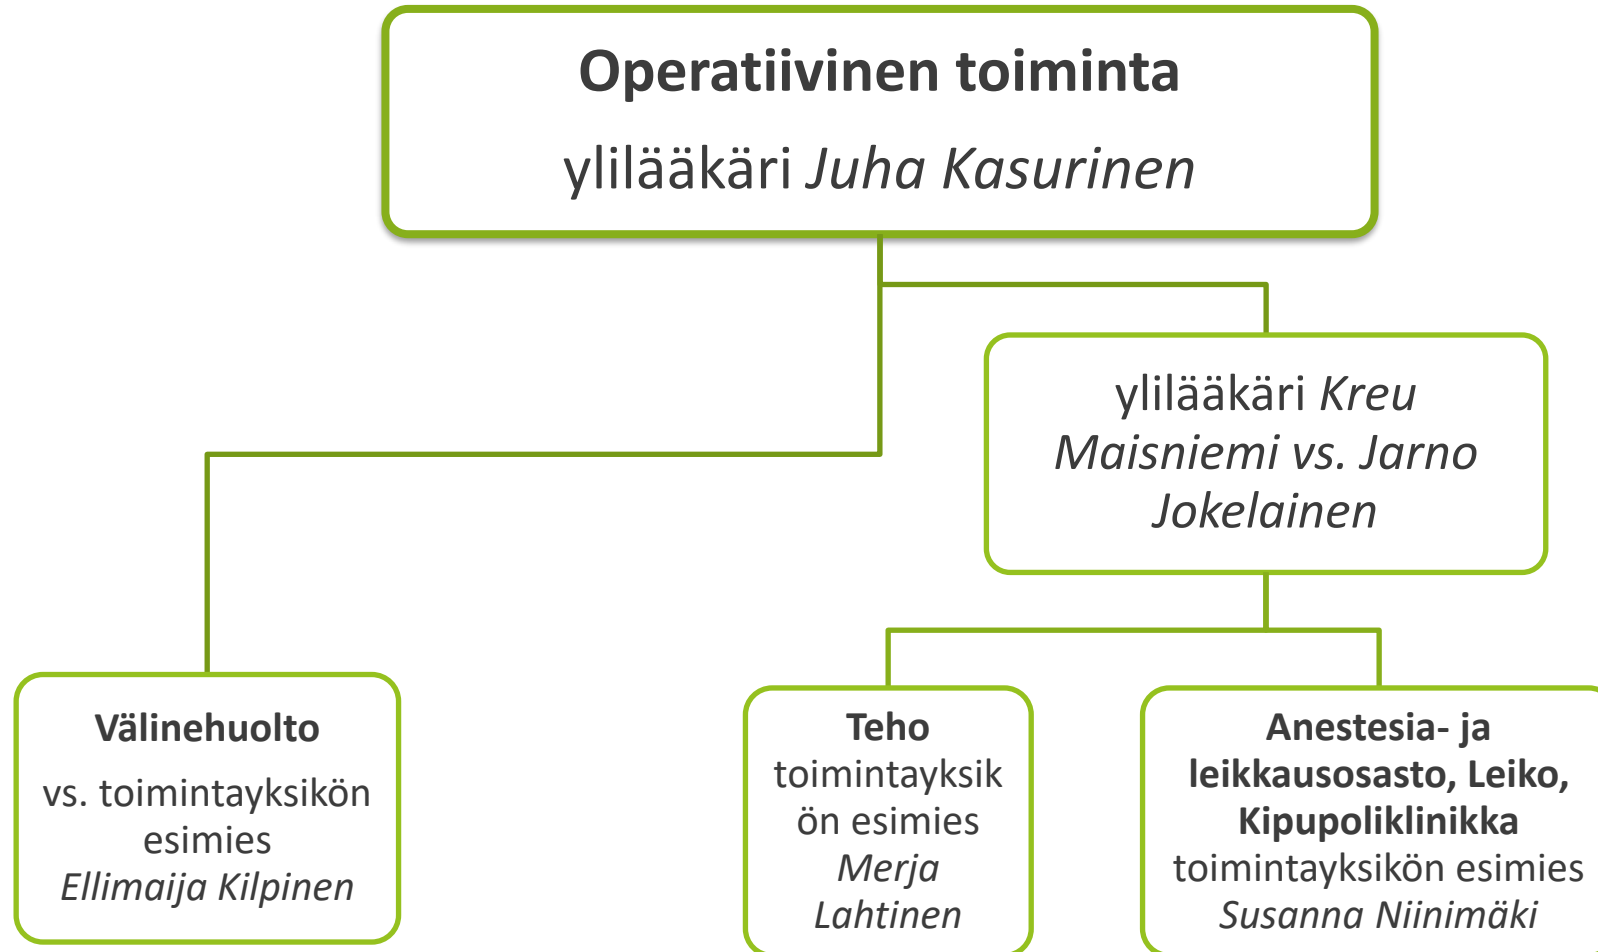 Operatiivinen toiminta
ylilääkäri Juha Kasurinen
ylilääkäri Kreu
Maisniemi vs. Jarno
Jokelainen
Välinehuolto
vs. toimintayksikön
esimies
Ellimaija Kilpinen
Teho
toimintayksik
ön esimies
Merja
Lahtinen
Anestesia- ja
leikkausosasto, Leiko,
Kipupoliklinikka
toimintayksikön esimies
Susanna Niinimäki